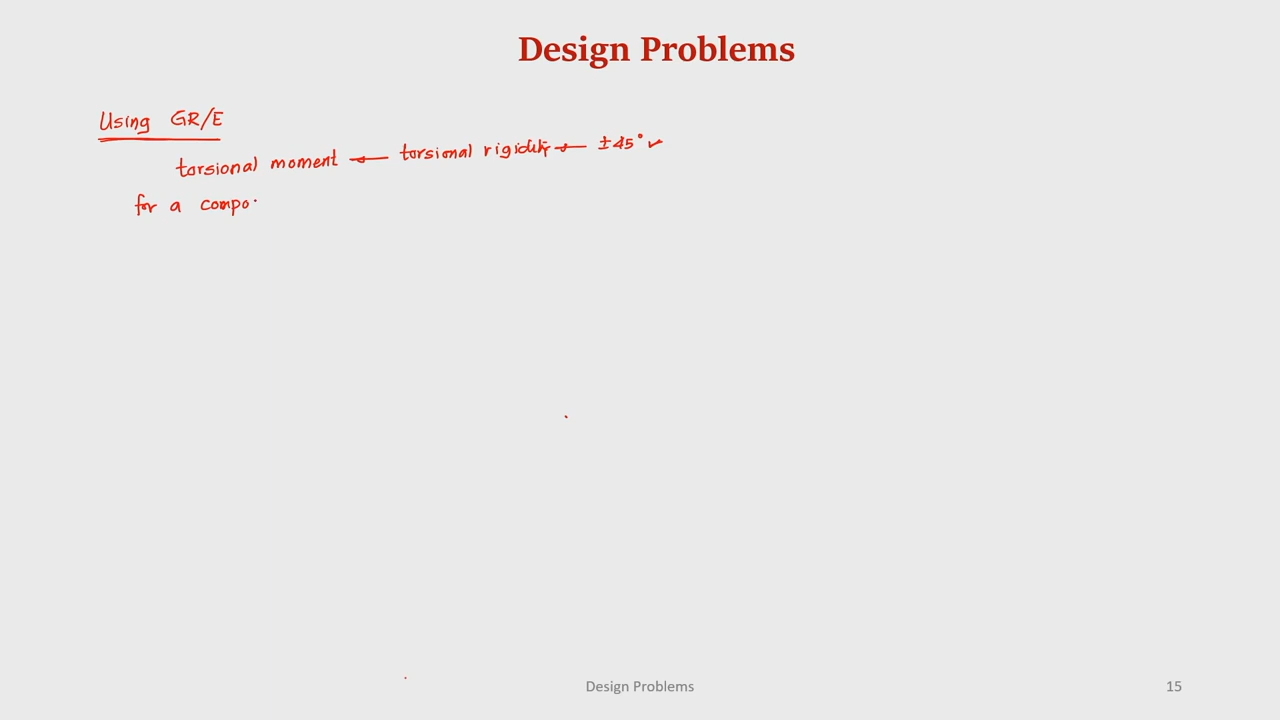 Design Problems
Using GR/E
torsional moment ← torsional rigidity ← ±45° ✓
for a compo
Design Problems
15